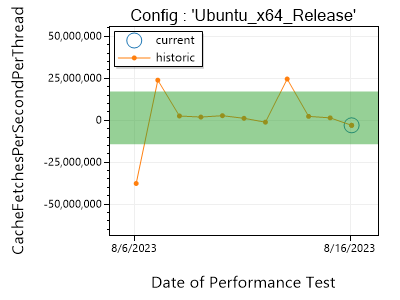 Config : 'Ubuntu_x64_Release'
CacheFetchesPerSecondPerThread
50,000,000
25,000,000
0
-25,000,000
-50,000,000
current
historic
8/6/2023
8/16/2023
Date of Performance Test